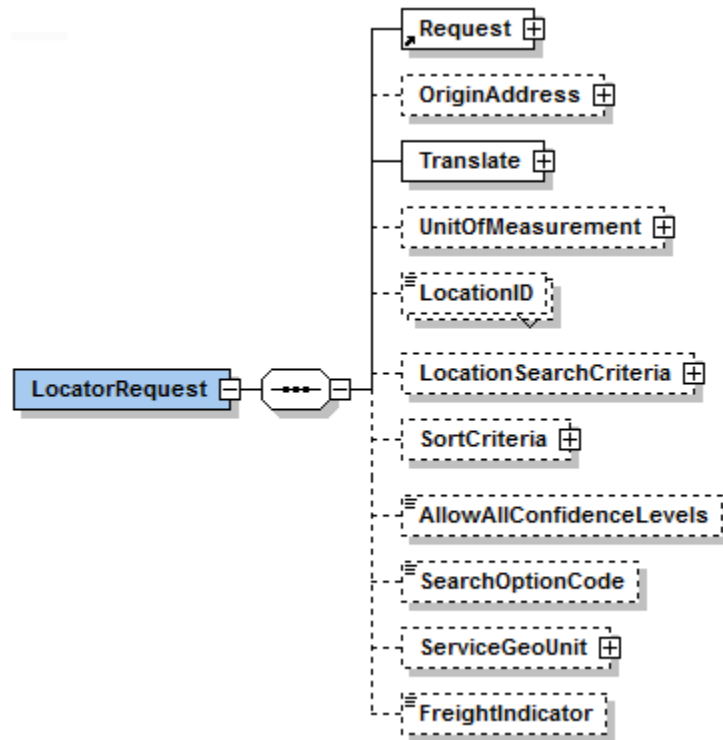 Request
OriginAddress
Translate
UnitOfMeasurement
LocationID
LocatorRequest
LocationSearchCriteria
SortCriteria
AllowAllConfidenceLevels
SearchOptionCode
ServiceGeoUnit
FreightIndicator